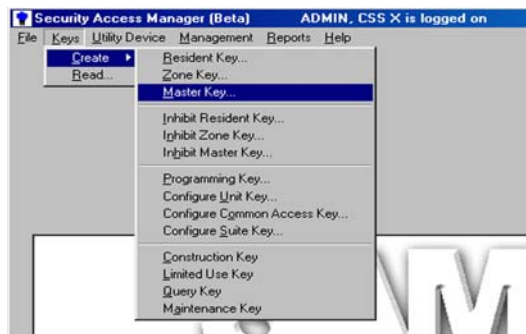 Security Access Manager (Beta) ADMIN, CSS X is logged on
File Keys Utility Device Management Reports Help
Create
Read...
Resident Key...
Zone Key...
Master Key...
Inhibit Resident Key...
Inhibit Zone Key...
Inhibit Master Key...
Programming Key...
Configure Unit Key...
Configure Common Access Key...
Configure Suite Key...
Construction Key
Limited Use Key
Query Key
Maintenance Key
AM